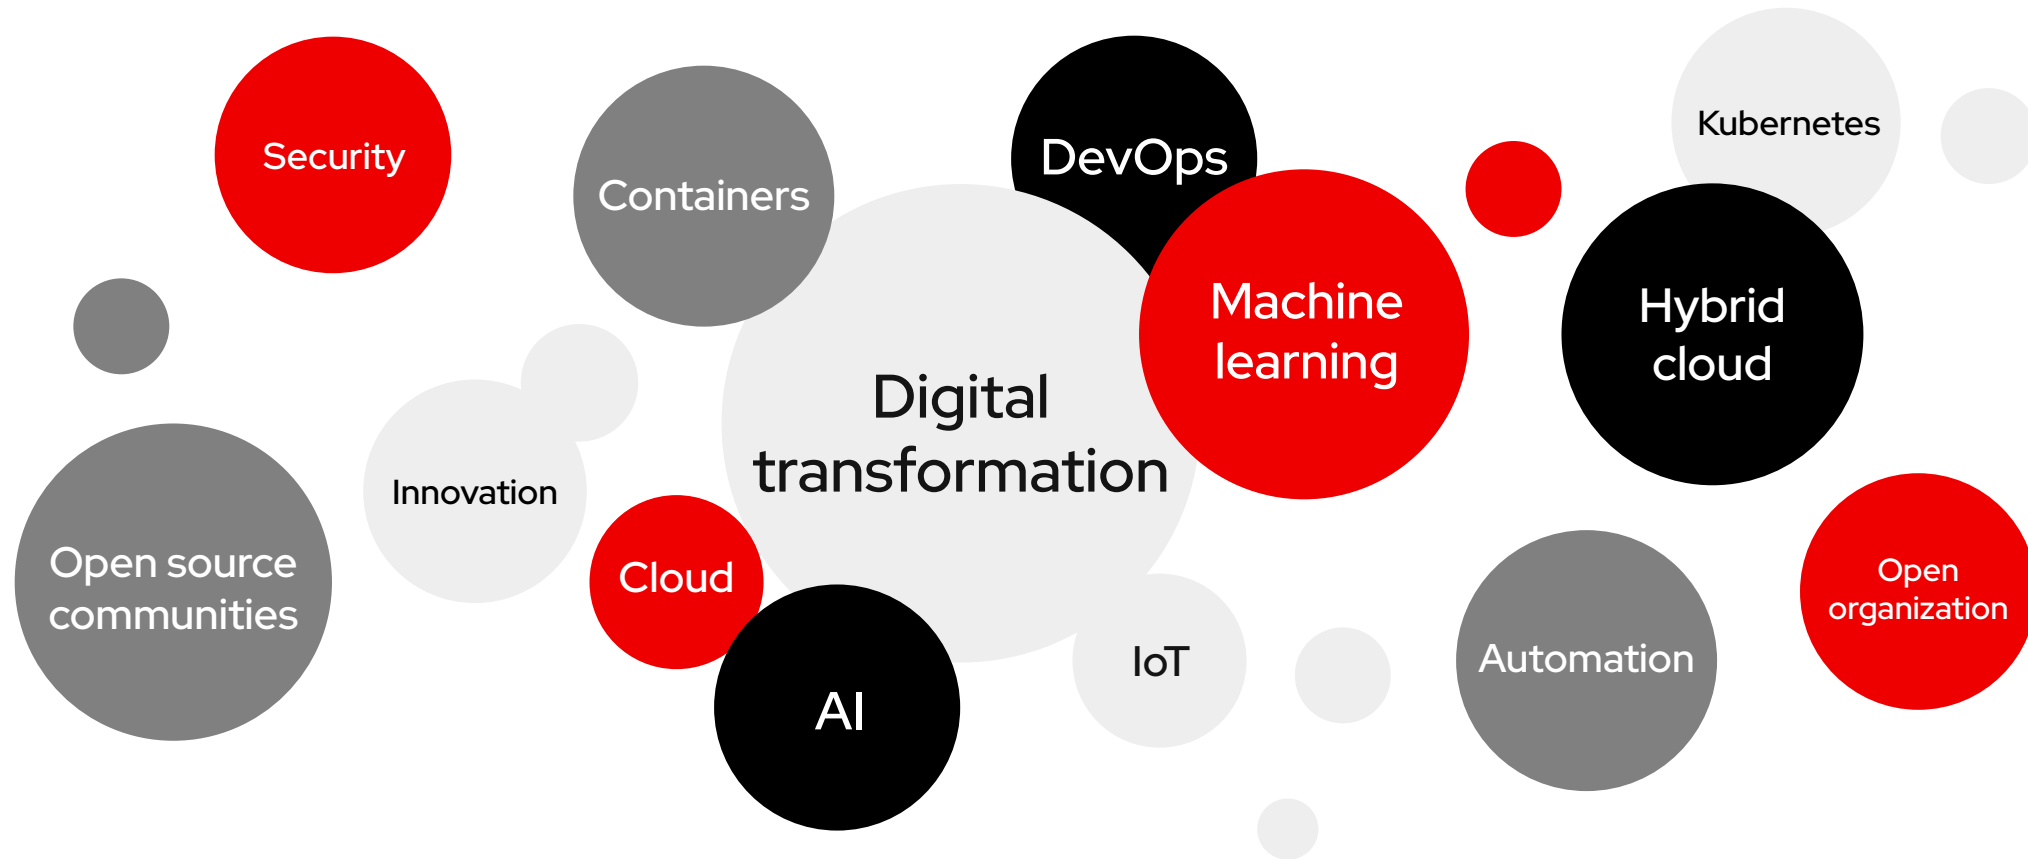 Security
Containers
DevOps
Kubernetes
Machine
learning
Hybrid
cloud
Digital
transformation
Innovation
Open source
communities
Cloud
AI
IoT
Automation
Open
organization